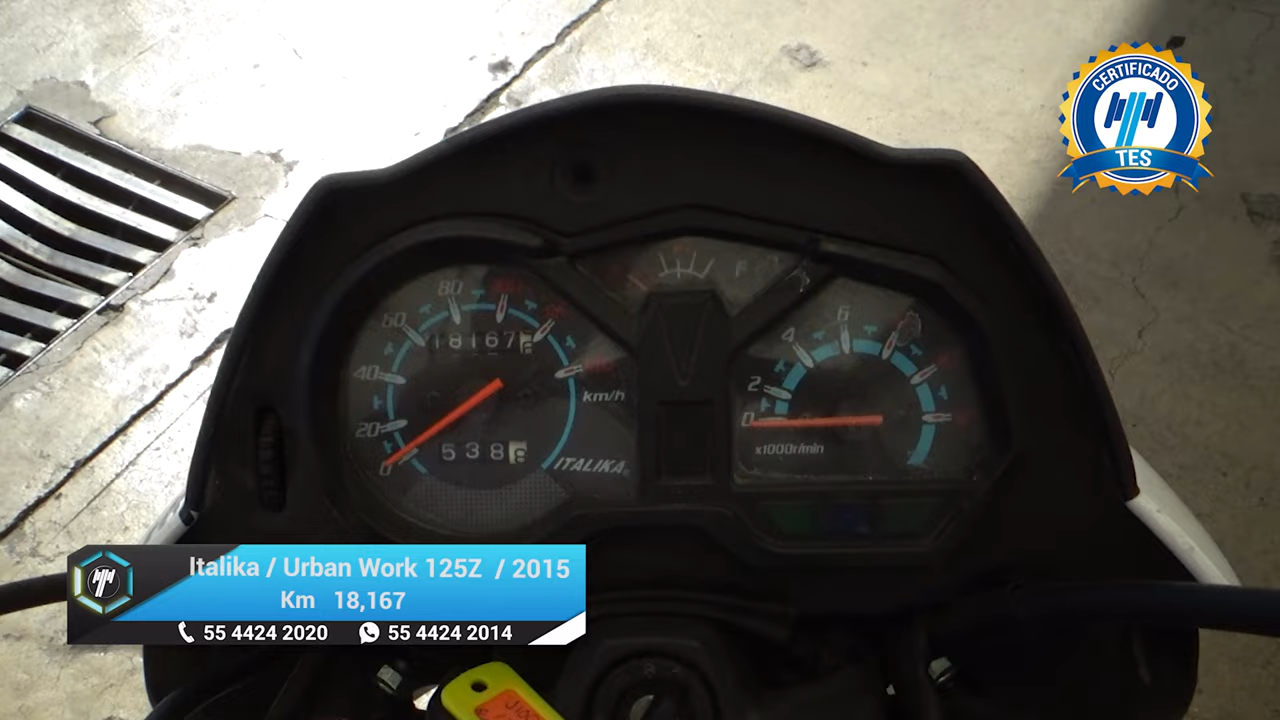 CERTIFICADO
TES
80
60
40
20
0
18167
km/h
538
ITALIKA
F
6
4
2
0
x1000r/min
Italika / Urban Work 125Z / 2015
Km 18,167
55 4424 2020 55 4424 2014